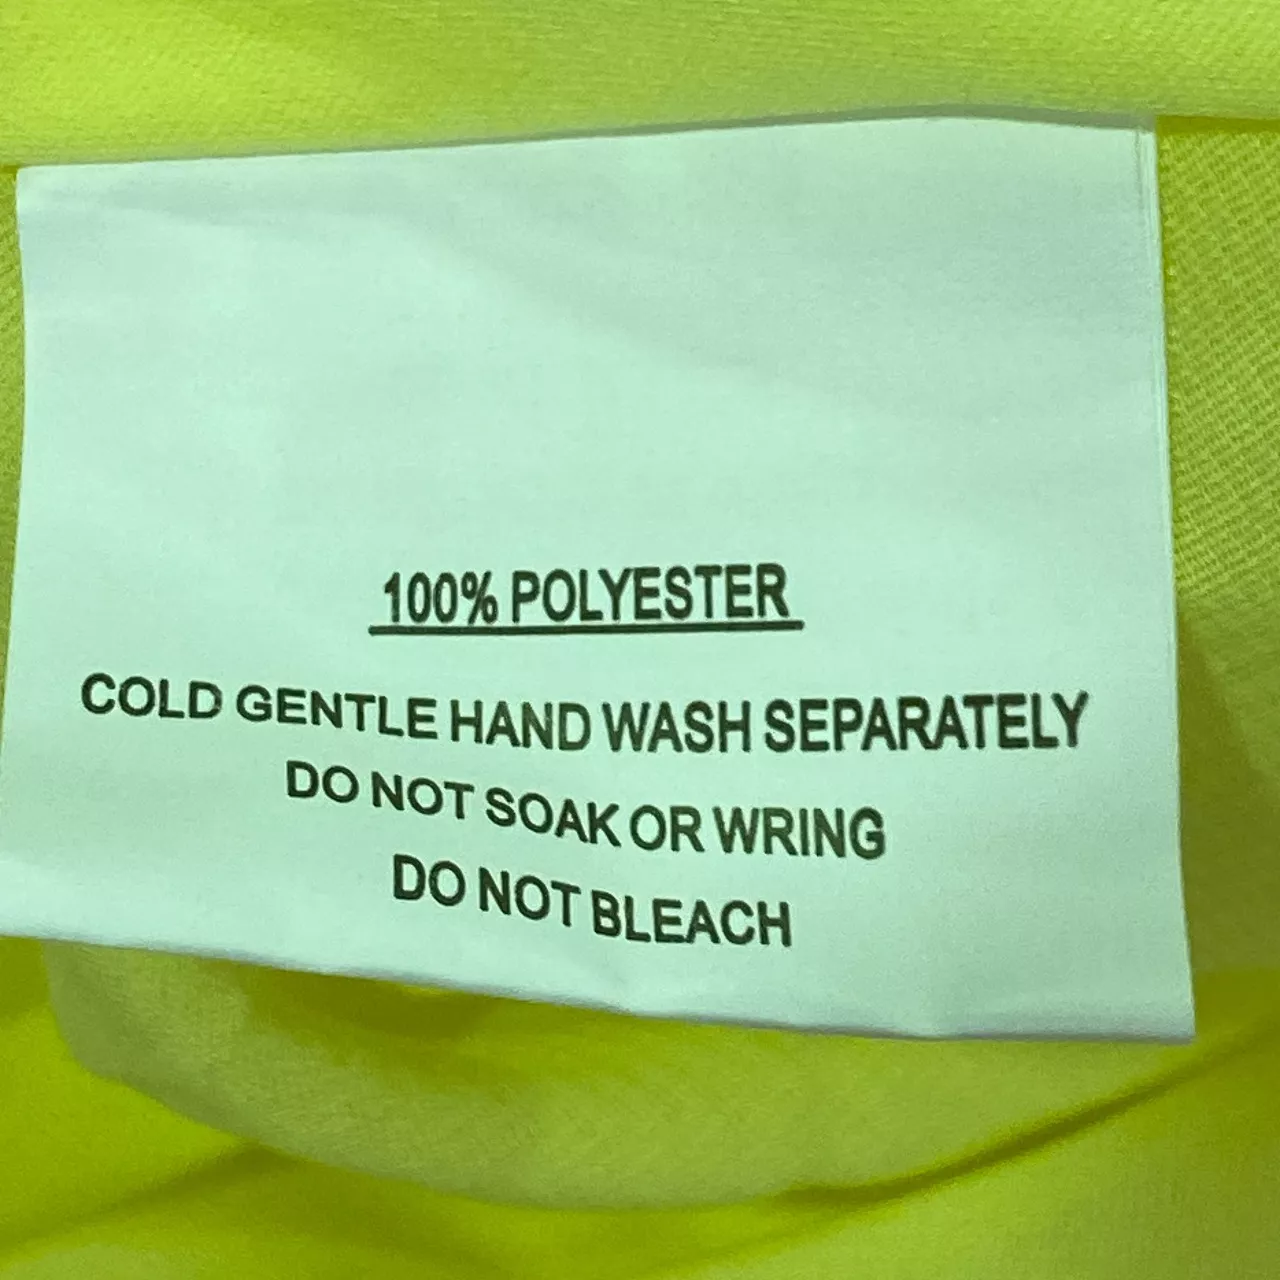 100% POLYESTER
COLD GENTLE HAND WASH SEPARATELY
DO NOT SOAK OR WRING
DO NOT BLEACH